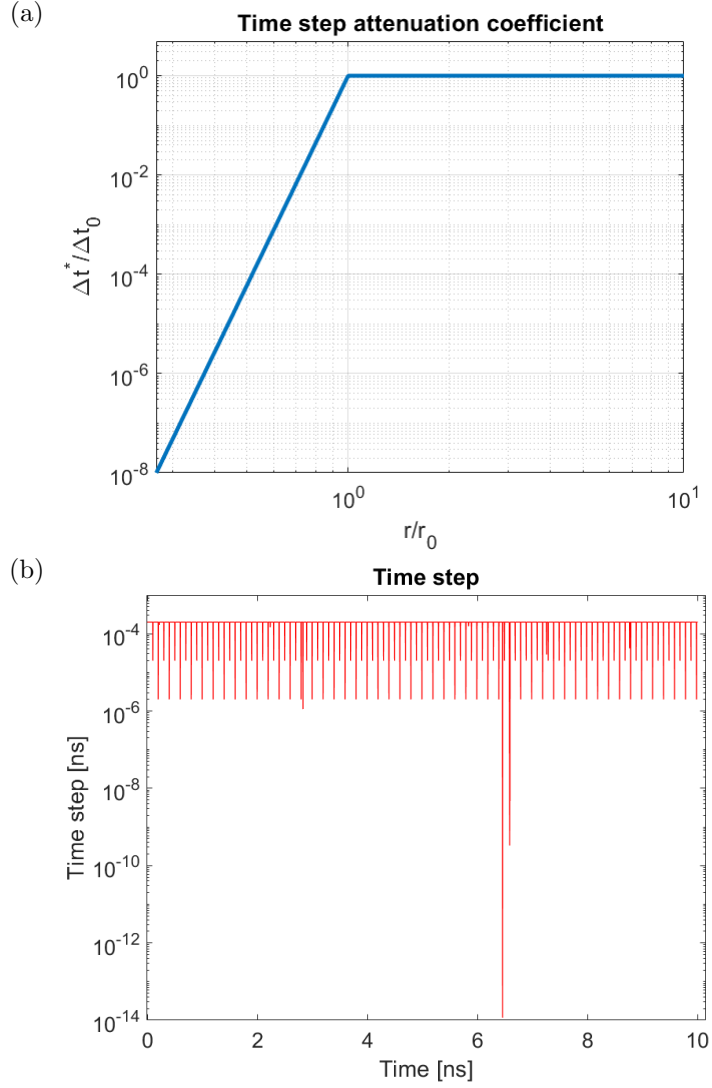 (a)
Time step attenuation coefficient
10^0
10^-2
10^-4
10^-6
10^-8
Δt^*/Δt_0
10^0
10^1
r/r_0
(b)
Time step
10^-4
10^-6
10^-8
10^-10
10^-12
10^-14
Time step [ns]
0
2
4
6
8
10
Time [ns]